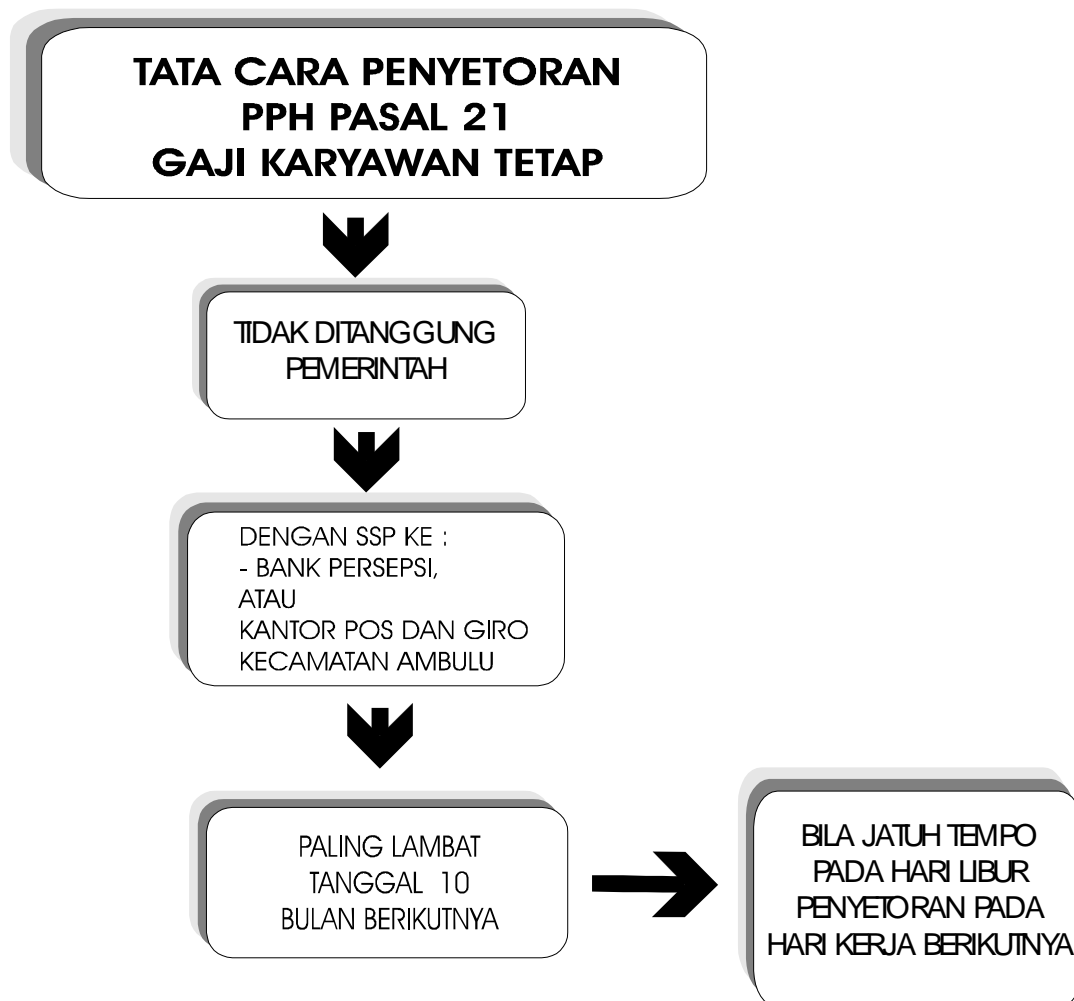 TATA CARA PENYETORAN
PPH PASAL 21
GAJI KARYAWAN TETAP
TIDAK DITANGGUNG
PEMERINTAH
DENGAN SSP KE :
- BANK PERSEPSI,
ATAU
KANTOR POS DAN GIRO
KECAMATAN AMBULU
PALING LAMBAT
TANGGAL 10
BULAN BERIKUTNYA
BILA JATUH TEMPO
PADA HARI LIBUR
PENYETORAN PADA
HARI KERJA BERIKUTNYA